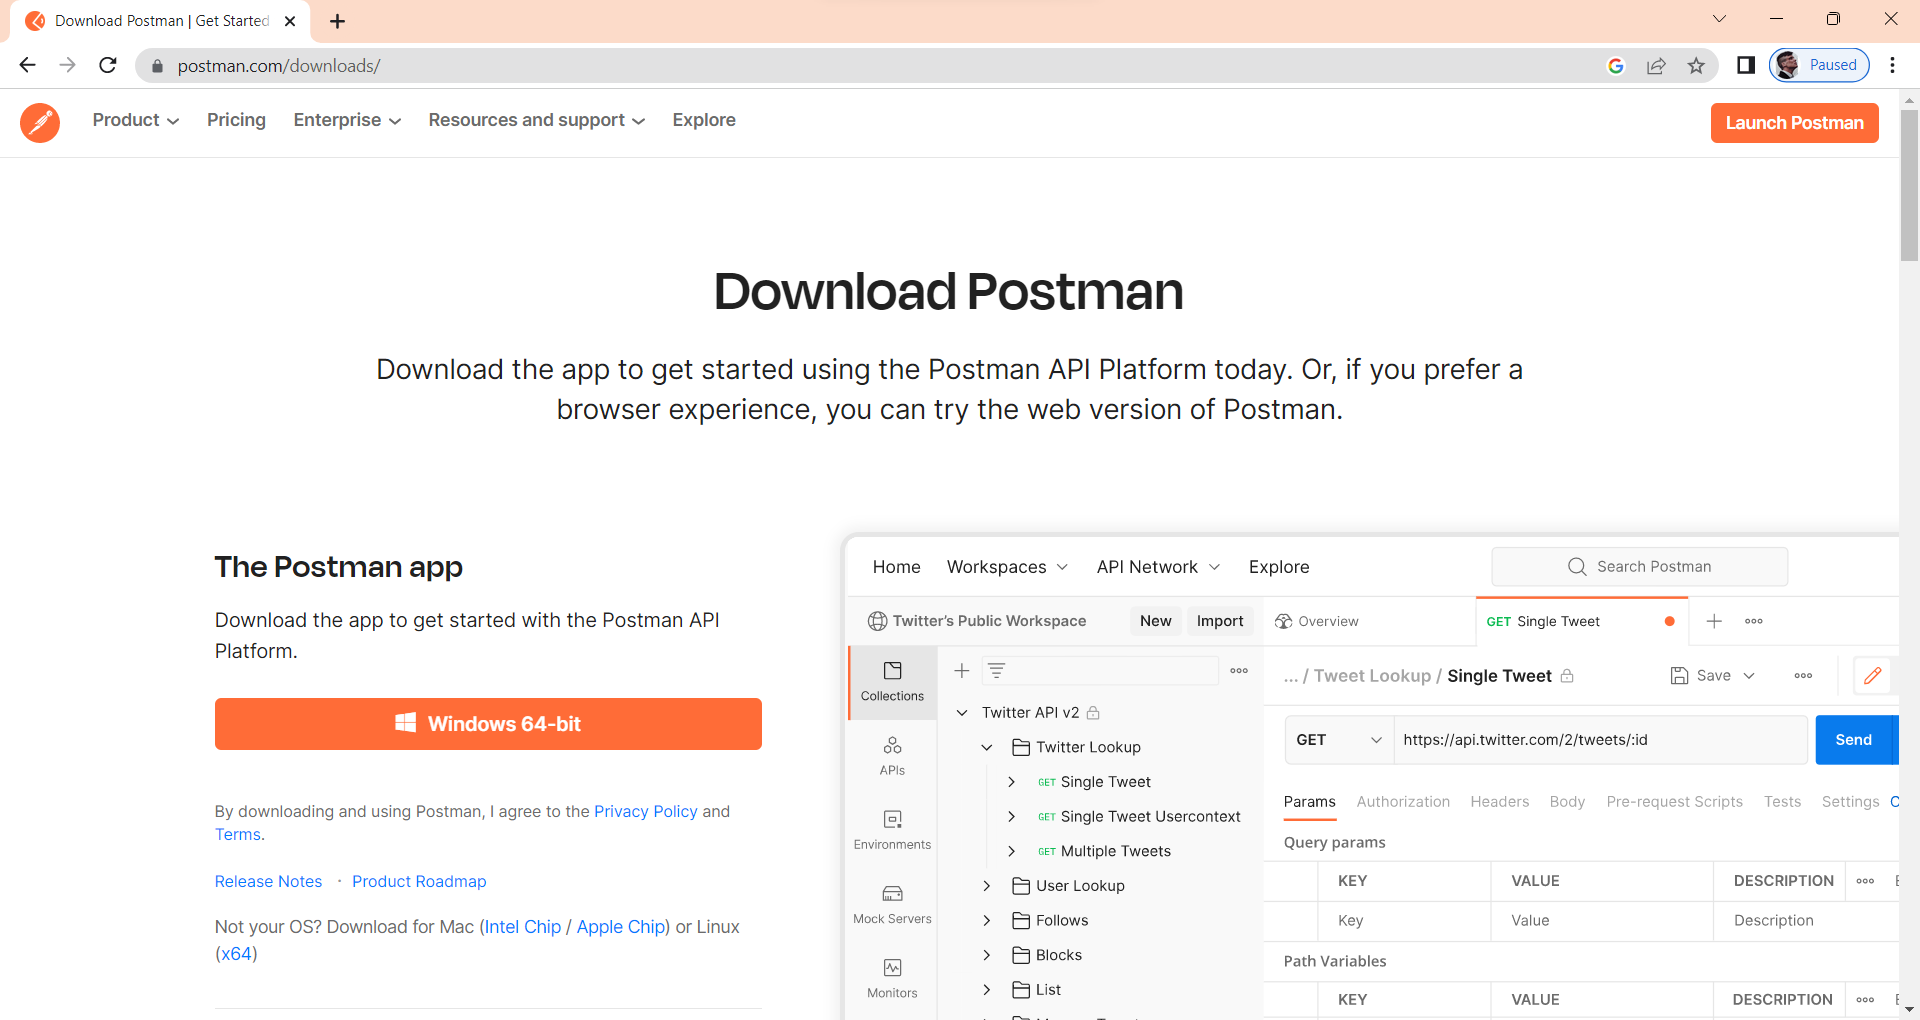 Download Postman | Get Started
postman.com/downloads/
Paused
Product
Pricing
Enterprise
Resources and support
Explore
Launch Postman
Download Postman
Download the app to get started using the Postman API Platform today. Or, if you prefer a
browser experience, you can try the web version of Postman.
The Postman app
Download the app to get started with the Postman API
Platform.
Windows 64-bit
By downloading and using Postman, I agree to the Privacy Policy and
Terms.
Release Notes · Product Roadmap
Not your OS? Download for Mac (Intel Chip / Apple Chip) or Linux
(x64)
Home
Workspaces
API Network
Explore
Search Postman
Twitter's Public Workspace
New
Import
Overview
GET Single Tweet
Collections
APIs
Environments
Mock Servers
Monitors
Twitter API v2
Twitter Lookup
GET Single Tweet
GET Single Tweet Usercontext
GET Multiple Tweets
User Lookup
Follows
Blocks
List
... / Tweet Lookup / Single Tweet
Save
GET
https://api.twitter.com/2/tweets/:id
Send
Params
Authorization
Headers
Body
Pre-request Scripts
Tests
Settings
Query params
KEY VALUE DESCRIPTION
Key Value Description
Path Variables
KEY VALUE DESCRIPTION